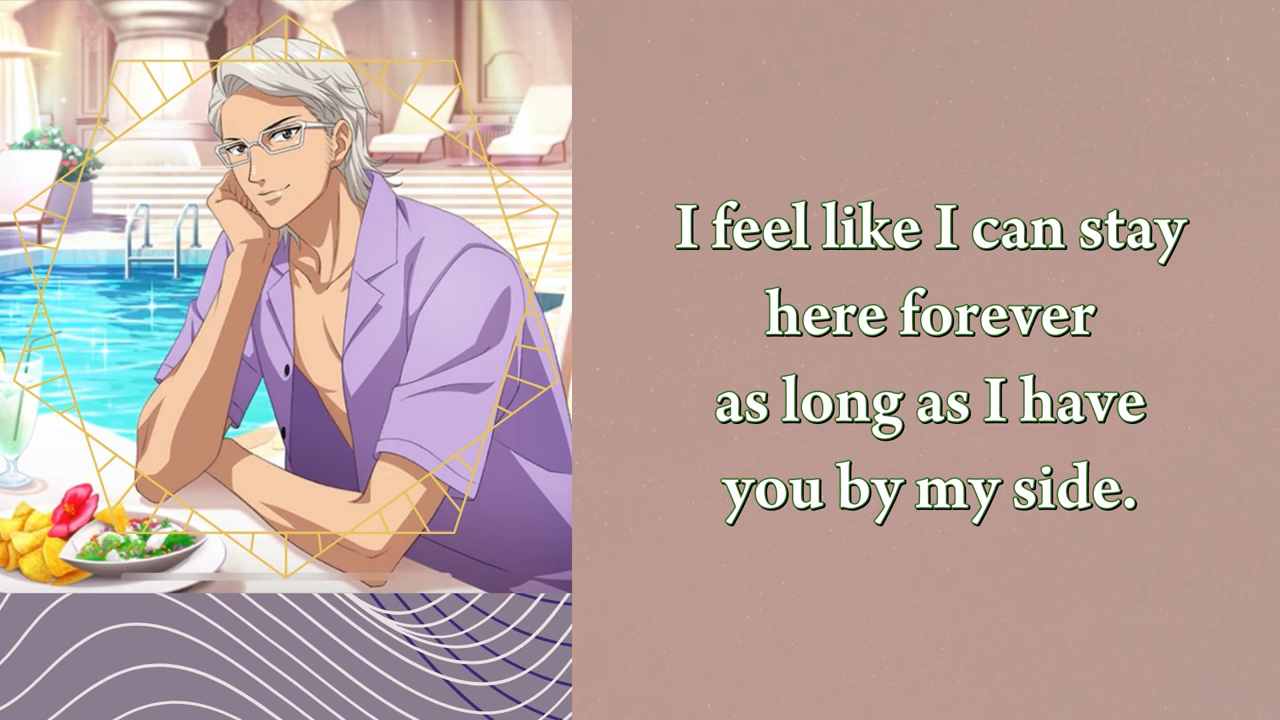 I feel like I can stay
here forever
as long as I have
you by my side.